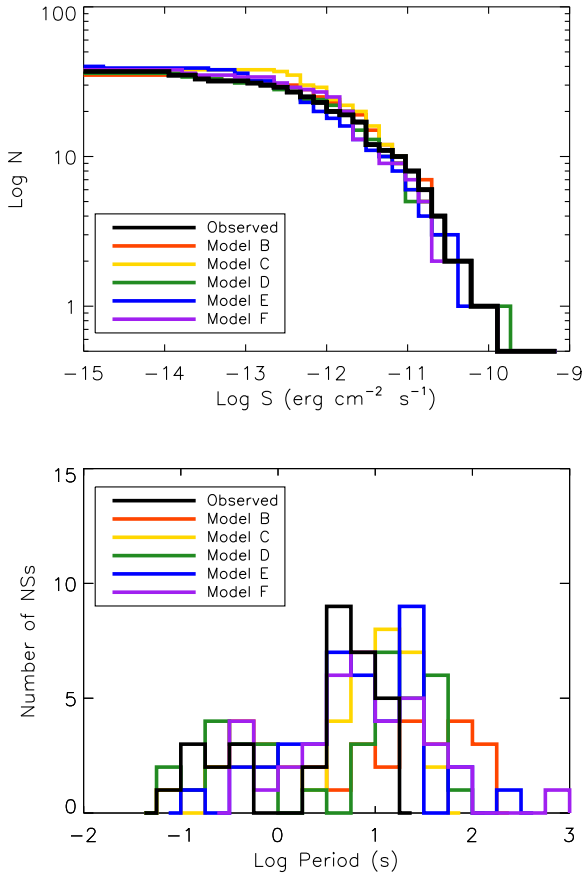 100
10
1
Log N
Observed
Model B
Model C
Model D
Model E
Model F
−15 −14 −13 −12 −11 −10 −9
Log S (erg cm⁻² s⁻¹)
15
10
5
0
Number of NSs
Observed
Model B
Model C
Model D
Model E
Model F
−2 −1 0 1 2 3
Log Period (s)